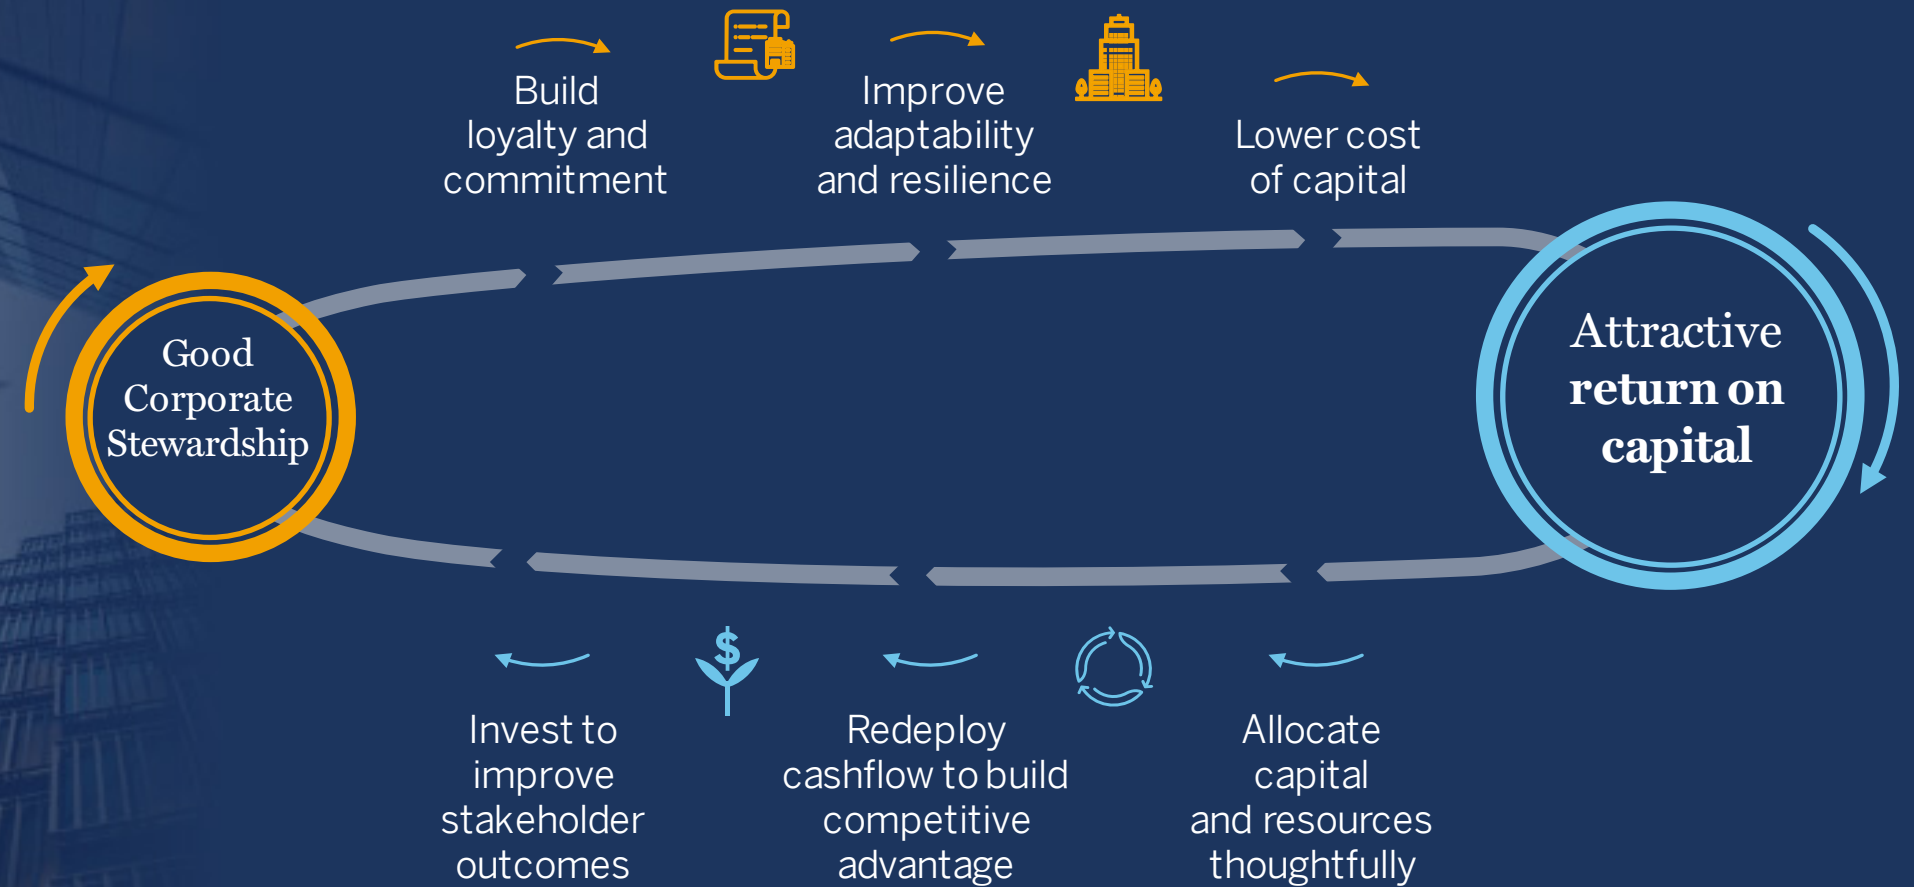 Build
loyalty and
commitment
Improve
adaptability
and resilience
Lower cost
of capital
Good
Corporate
Stewardship
Attractive
return on
capital
$
Invest to
improve
stakeholder
outcomes
Redeploy
cashflow to build
competitive
advantage
Allocate
capital
and resources
thoughtfully